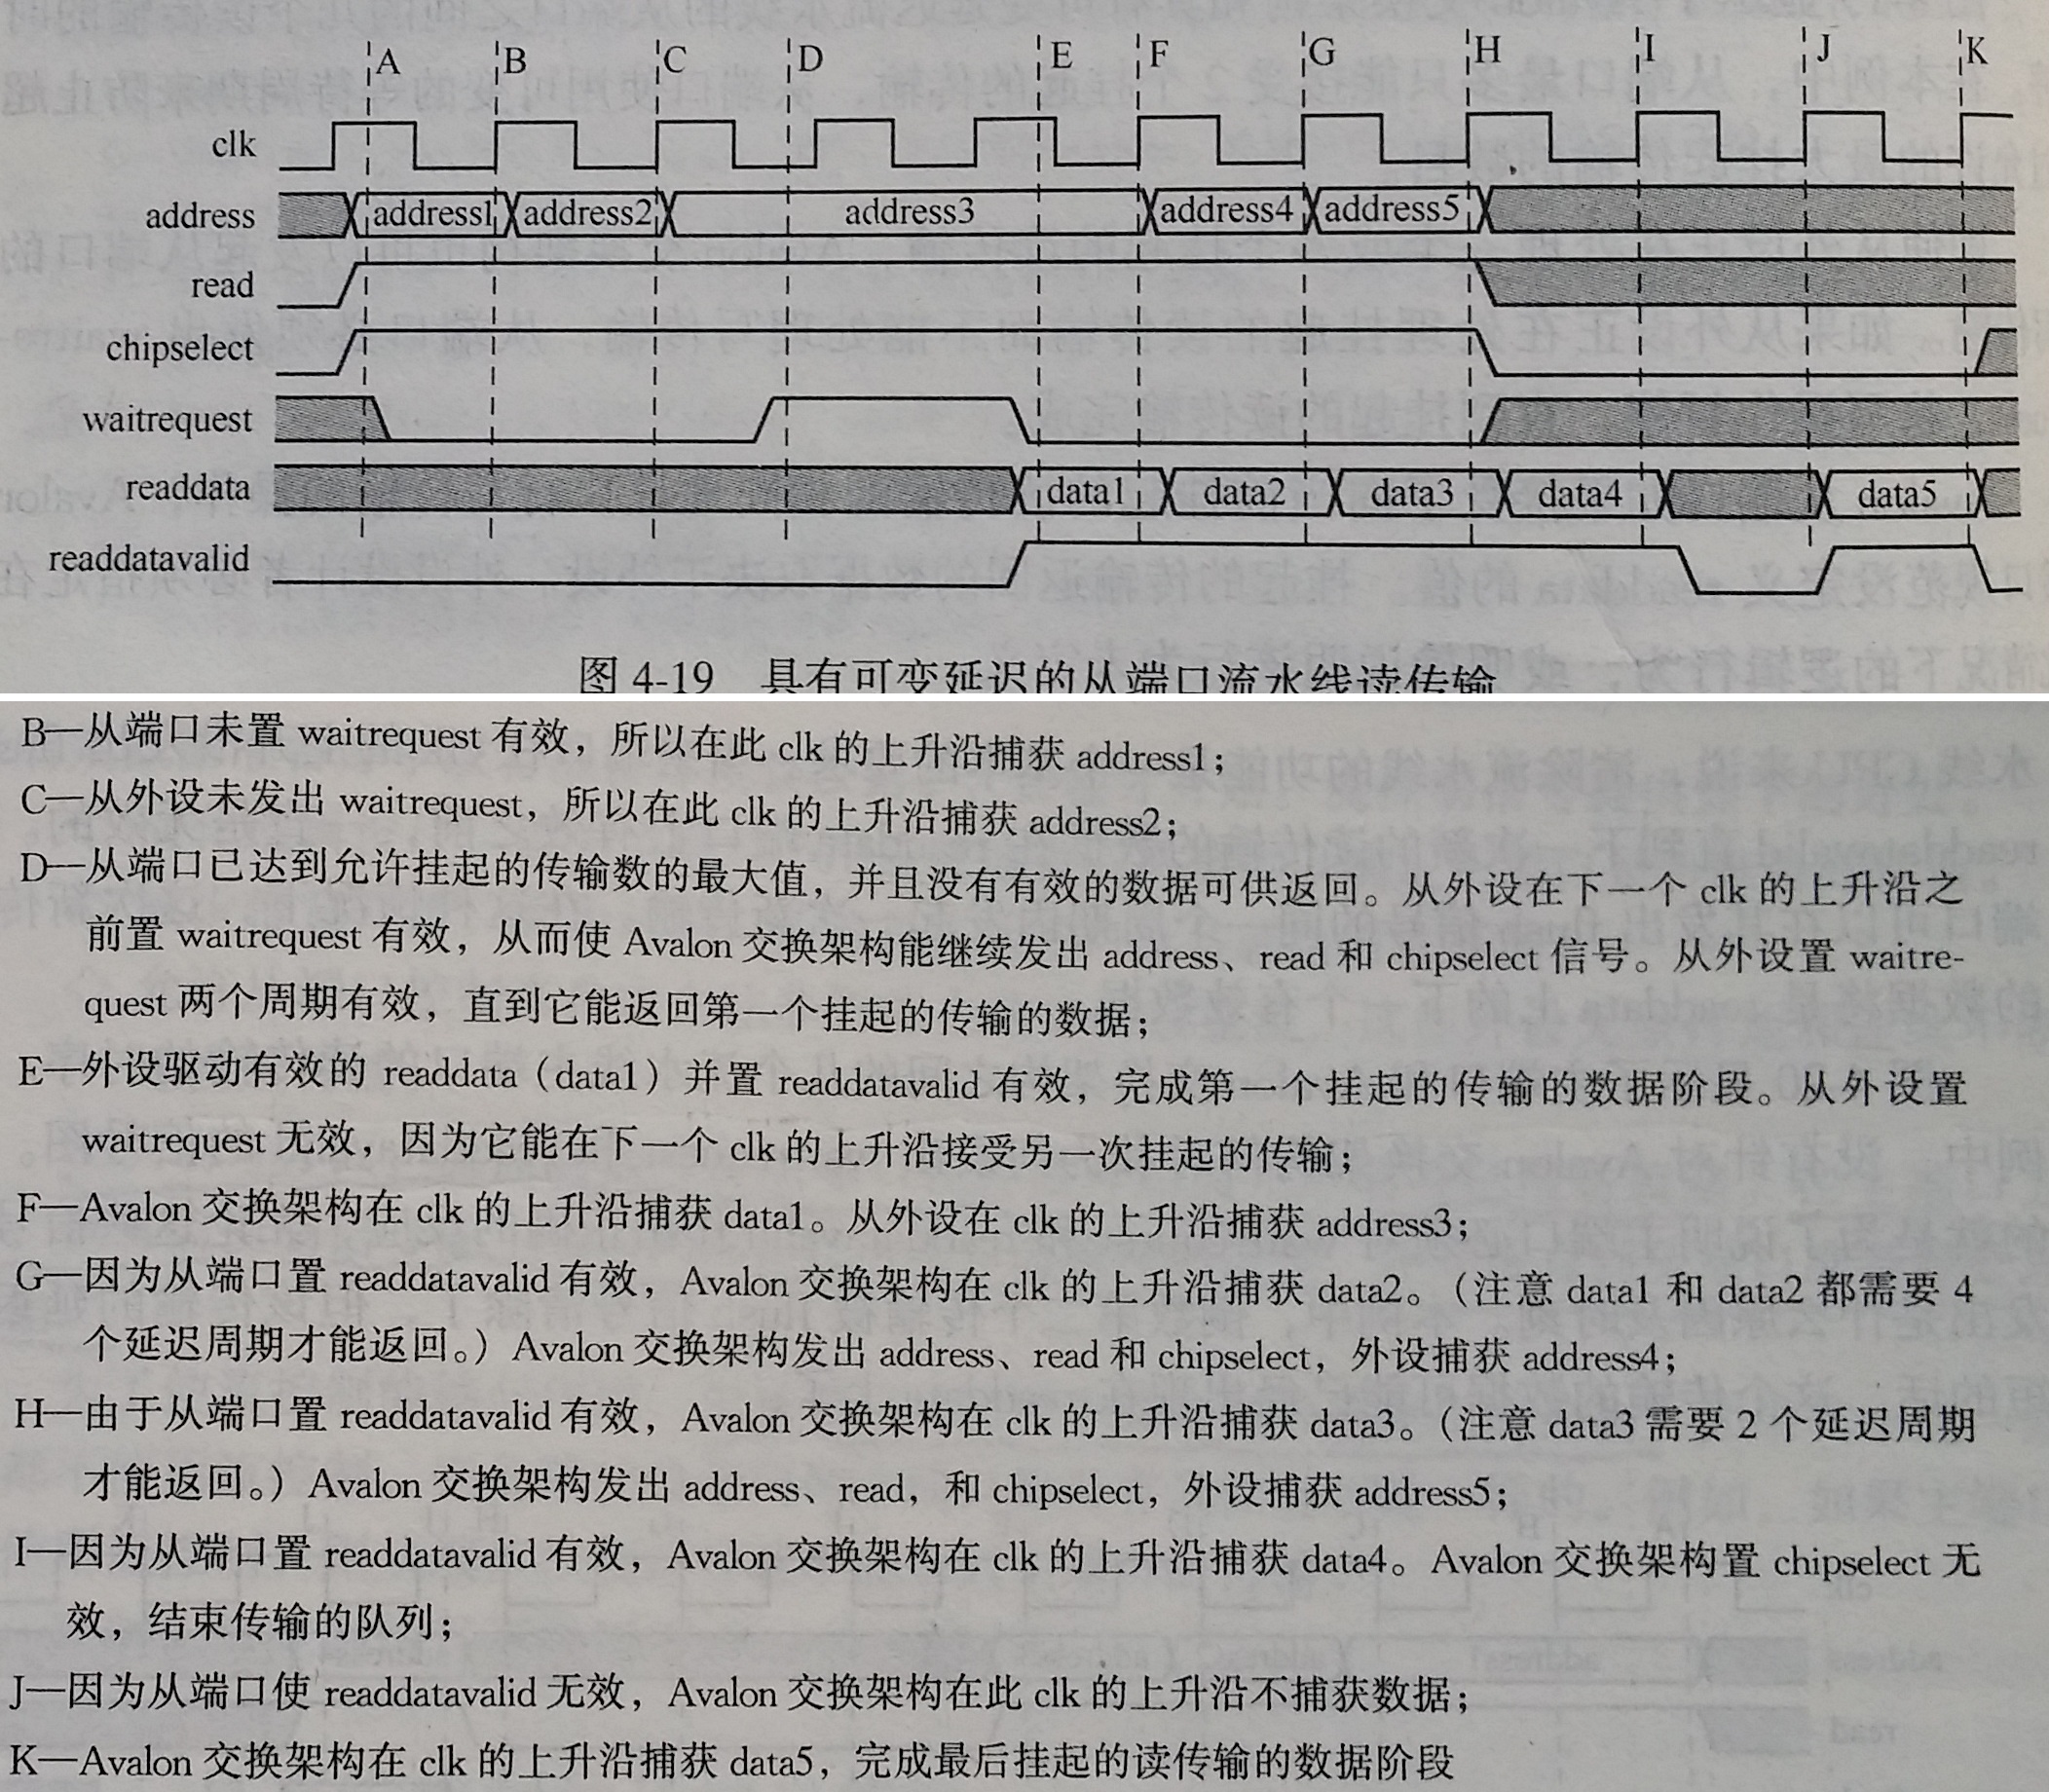 A B C D E F G H I J K
clk
address address1 address2 address3 address4 address5
read
chipselect
waitrequest
readdata data1 data2 data3 data4 data5
readdatavalid
图 4-19 具有可变延识的从端口流水线读传输
B—从端口未置 waitrequest 有效，所以在此 clk 的上升沿捕获 address1；
C—从外设未发出 waitrequest，所以在此 clk 的上升沿捕获 address2；
D—从端口已达到允许挂起的传输数的最大值，并且没有有效的数据可供返回。从外设在下一个 clk 的上升沿之
前置 waitrequest 有效，从而使 Avalon 交换架构能继续发出 address、read 和 chipselect 信号。从外设置 waitre-
quest 两个周期有效，直到它能返回第一个挂起的传输的数据；
E—外设驱动有效的 readdata（data1）并置 readdatavalid 有效，完成第一个挂起的传输的数据阶段。从外设置
waitrequest 无效，因为它能在下一个 clk 的上升沿接受另一次挂起的传输；
F—Avalon 交换架构在 clk 的上升沿捕获 data1。从外设在 clk 的上升沿捕获 address3；
G—因为从端口置 readdatavalid 有效，Avalon 交换架构在 clk 的上升沿捕获 data2。（注意 data1 和 data2 都需要 4
个延迟周期才能返回。）Avalon 交换架构发出 address、read 和 chipselect，外设捕获 address4；
H—由于从端口置 readdatavalid 有效，Avalon 交换架构在 clk 的上升沿捕获 data3。（注意 data3 需要 2 个延迟周期
才能返回。）Avalon 交换架构发出 address、read，和 chipselect，外设捕获 address5；
I—因为从端口置 readdatavalid 有效，Avalon 交换架构在 clk 的上升沿捕获 data4。Avalon 交换架构置 chipselect 无
效，结束传输的队列；
J—因为从端口使 readdatavalid 无效，Avalon 交换架构在此 clk 的上升沿不捕获数据；
K—Avalon 交换架构在 clk 的上升沿捕获 data5，完成最后挂起的读传输的数据阶段